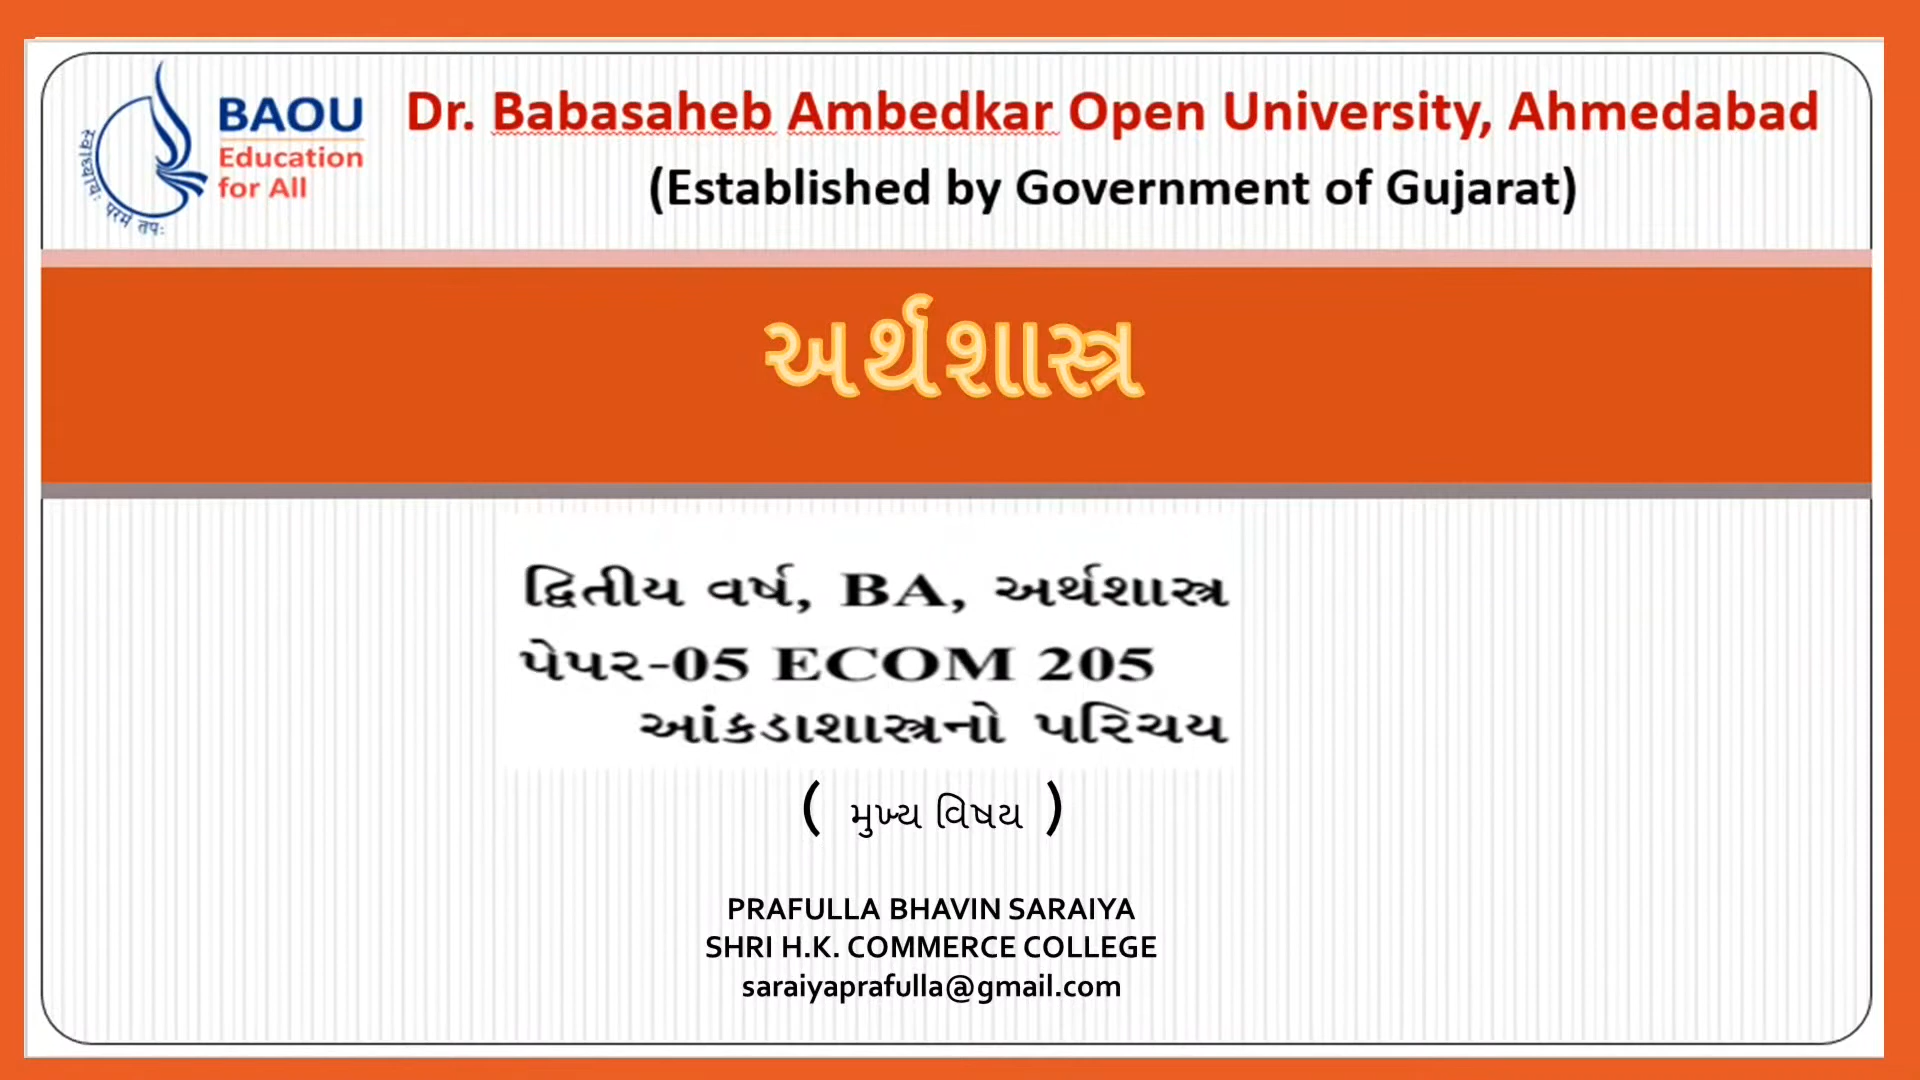 स्वाध्यायः परमं तपः
BAOU
Education
for All
Dr. Babasaheb Ambedkar Open University, Ahmedabad
(Established by Government of Gujarat)
અર્થશાસ્ત્ર
દ્વિતીય વર્ષ, BA, અર્થશાસ્ત્ર
પેપર-05 ECOM 205
આંકડાશાસ્ત્રનો પરિચય
( મુખ્ય વિષય )
PRAFULLA BHAVIN SARAIYA
SHRI H.K. COMMERCE COLLEGE
saraiyaprafulla@gmail.com